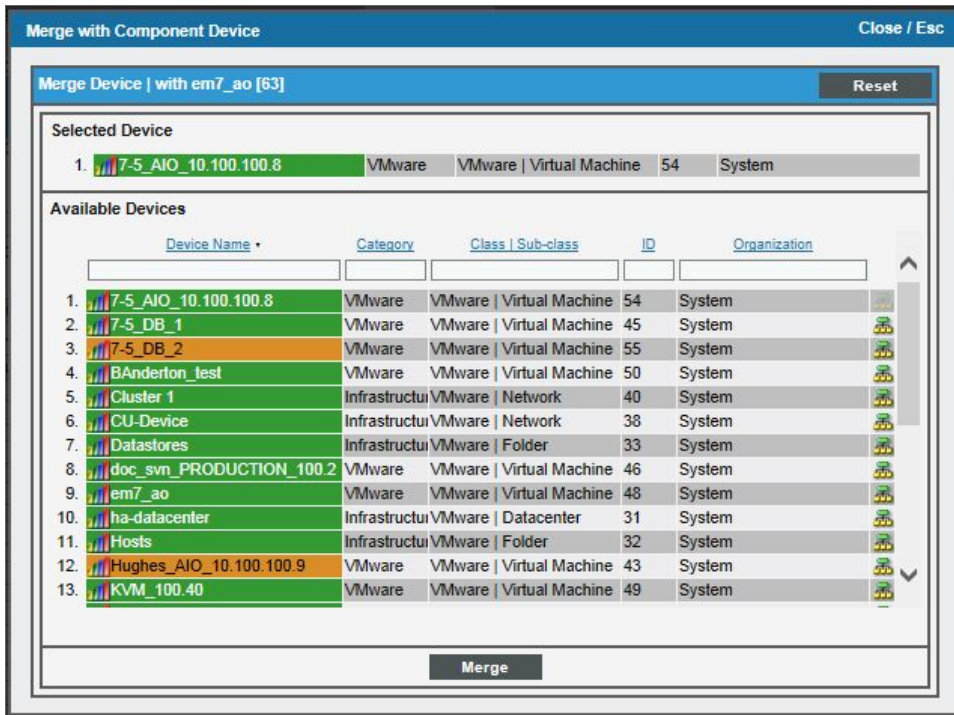 Merge with Component Device Close / Esc
Merge Device | with em7_ao [63] Reset
Selected Device
1. 7-5_AIO_10.100.100.8 VMware VMware | Virtual Machine 54 System
Available Devices
Device Name Category Class | Sub-class ID Organization
1. 7-5_AIO_10.100.100.8 VMware VMware | Virtual Machine 54 System
2. 7-5_DB_1 VMware VMware | Virtual Machine 45 System
3. 7-5_DB_2 VMware VMware | Virtual Machine 55 System
4. BAnderton_test VMware VMware | Virtual Machine 50 System
5. Cluster 1 Infrastructu VMware | Network 40 System
6. CU-Device Infrastructu VMware | Network 38 System
7. Datastores Infrastructu VMware | Folder 33 System
8. doc_svn_PRODUCTION_100.2 VMware VMware | Virtual Machine 46 System
9. em7_ao VMware VMware | Virtual Machine 48 System
10. ha-datacenter Infrastructu VMware | Datacenter 31 System
11. Hosts Infrastructu VMware | Folder 32 System
12. Hughes_AIO_10.100.100.9 VMware VMware | Virtual Machine 43 System
13. KVM_100.40 VMware VMware | Virtual Machine 49 System
Merge